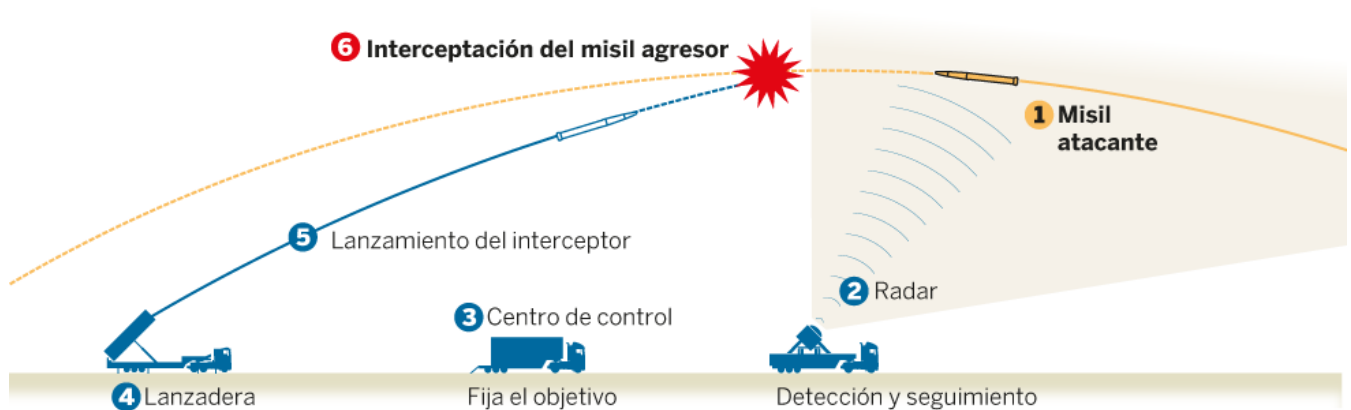 6 Interceptación del misil agresor
1 Misil
atacante
5 Lanzamiento del interceptor
2 Radar
3 Centro de control
4 Lanzadera
Fija el objetivo
Detección y seguimiento